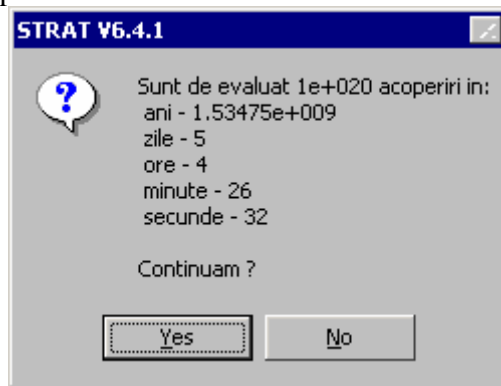 STRAT V6.4.1
Sunt de evaluat 1e+020 acoperiri in:
ani - 1.53475e+009
zile - 5
ore - 4
minute - 26
secunde - 32
Continuam ?
Yes
No